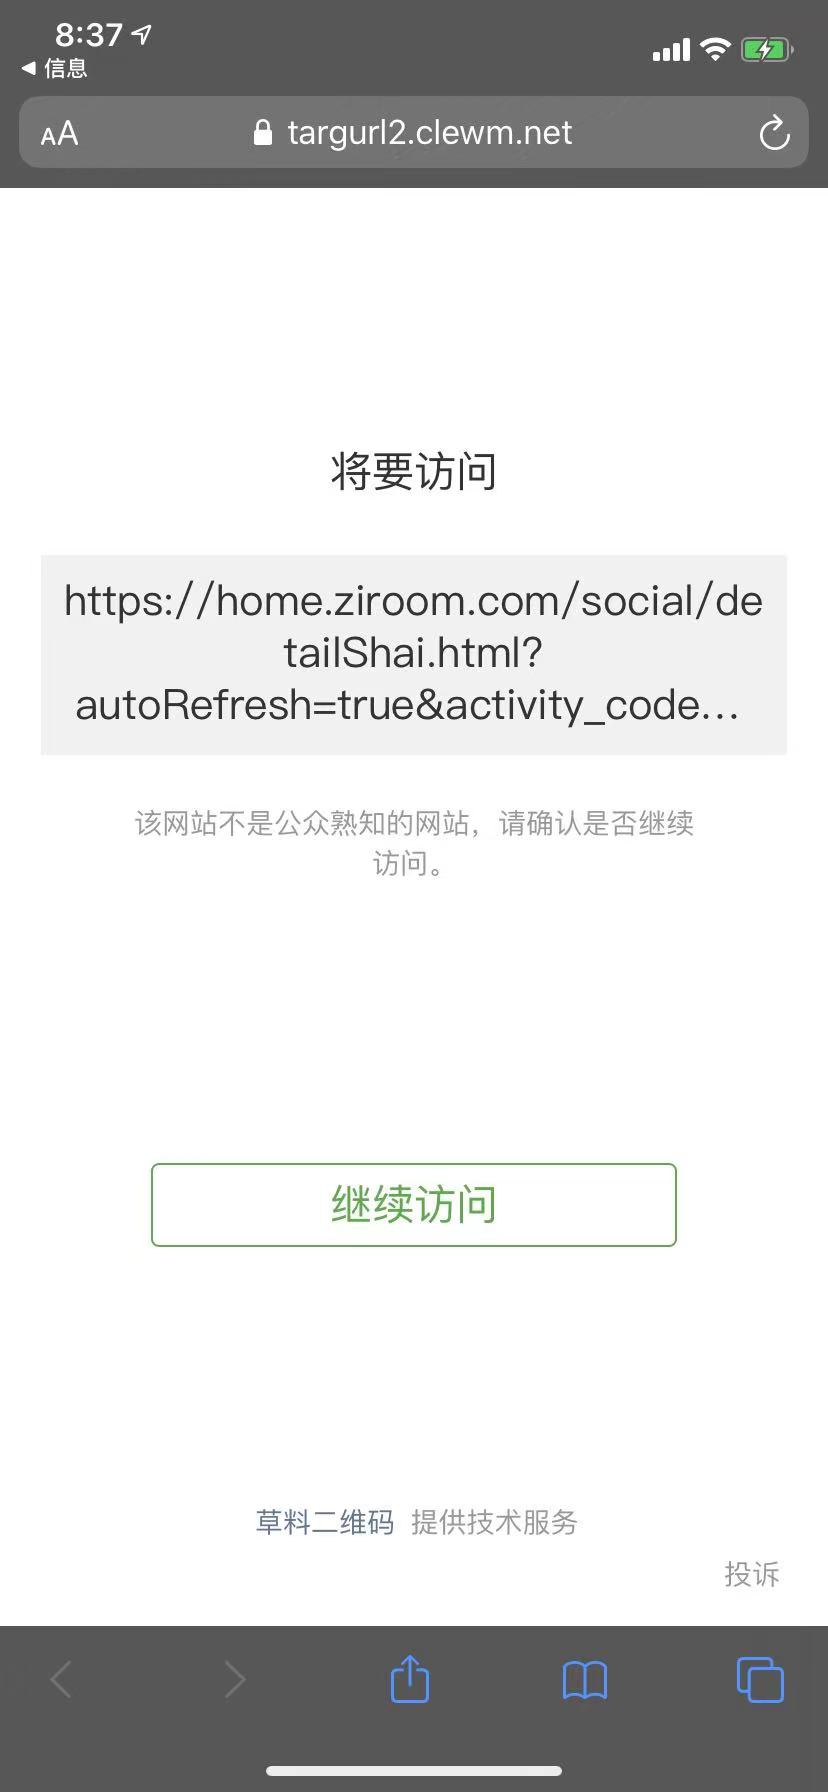 8:37
信息
AA
targurl2.clewm.net
将要访问
https://home.ziroom.com/social/de
tailShai.html?
autoRefresh=true&activity_code...
该网站不是公众熟知的网站，请确认是否继续
访问。
继续访问
草料二维码 提供技术服务
投诉